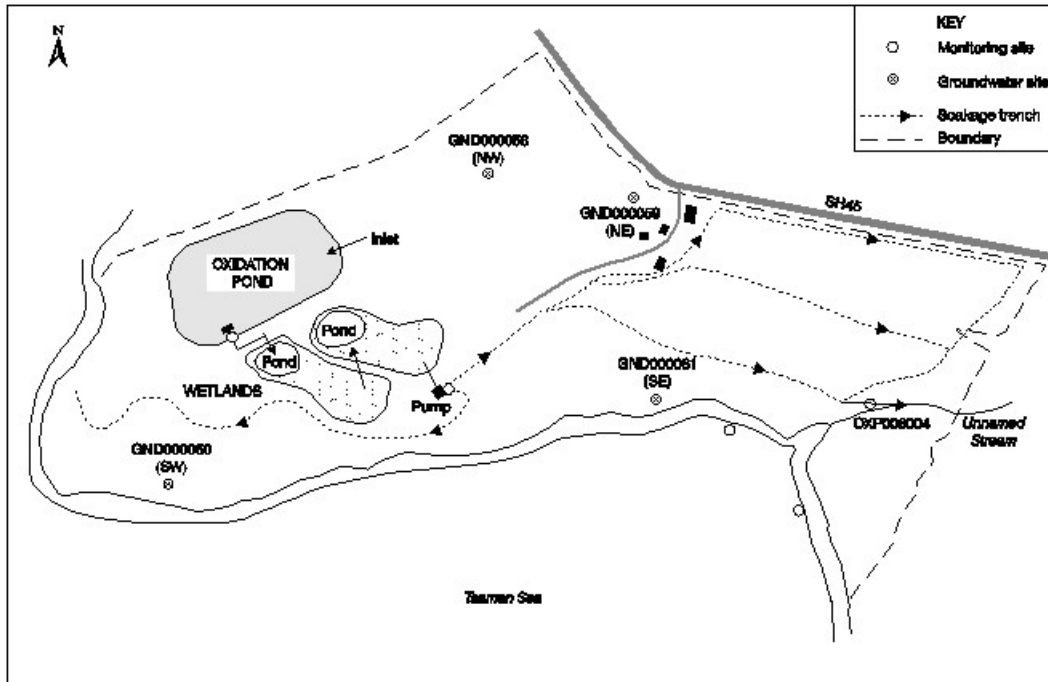 N
KEY
Monitoring site
Groundwater site
Soakage trench
Boundary
GND000058
(NW)
SH45
GND000059
(NE)
Inlet
OXIDATION
POND
Pond
Pond
GND000061
(SE)
WETLANDS
Pump
OXP008004
Unnamed
Stream
GND000060
(SW)
Tasman Sea